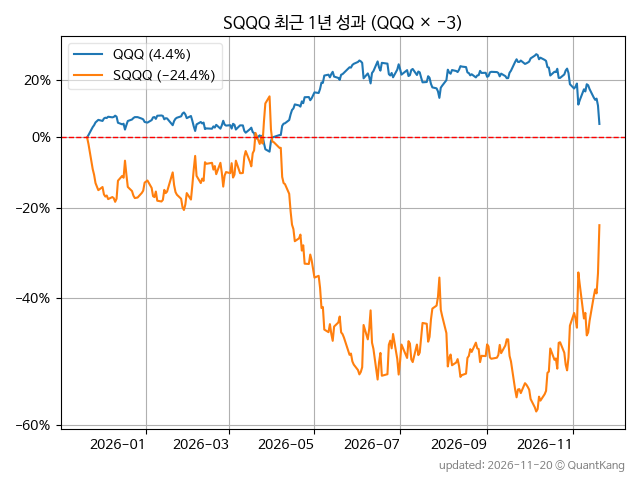 SQQQ 최근 1년 성과 (QQQ × −3)
QQQ (4.4%)
SQQQ (−24.4%)
20%
0%
−20%
−40%
−60%
2026-01
2026-03
2026-05
2026-07
2026-09
2026-11
updated: 2026-11-20 © QuantKang